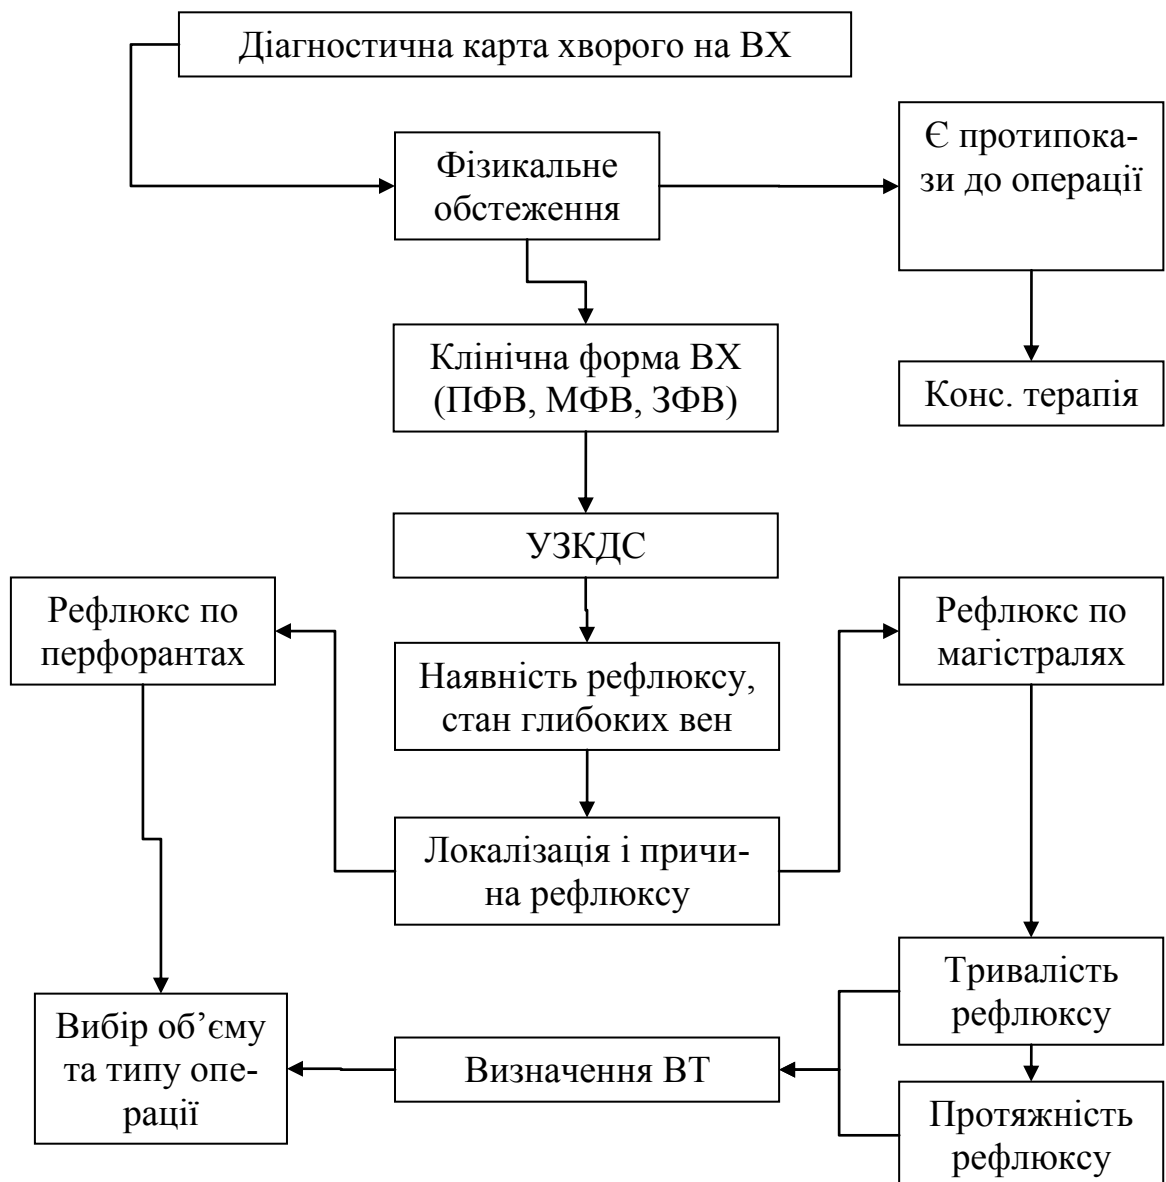 Діагностична карта хворого на ВХ
Є протипока-
зи до операції
Фізикальне
обстеження
Клінічна форма ВХ
(ПФВ, МФВ, ЗФВ)
Конс. терапія
УЗКДС
Рефлюкс по
перфорантах
Рефлюкс по
магістралях
Наявність рефлюксу,
стан глибоких вен
Локалізація і причи-
на рефлюксу
Тривалість
рефлюксу
Вибір об’єму
та типу опе-
рації
Визначення ВТ
Протяжність
рефлюксу